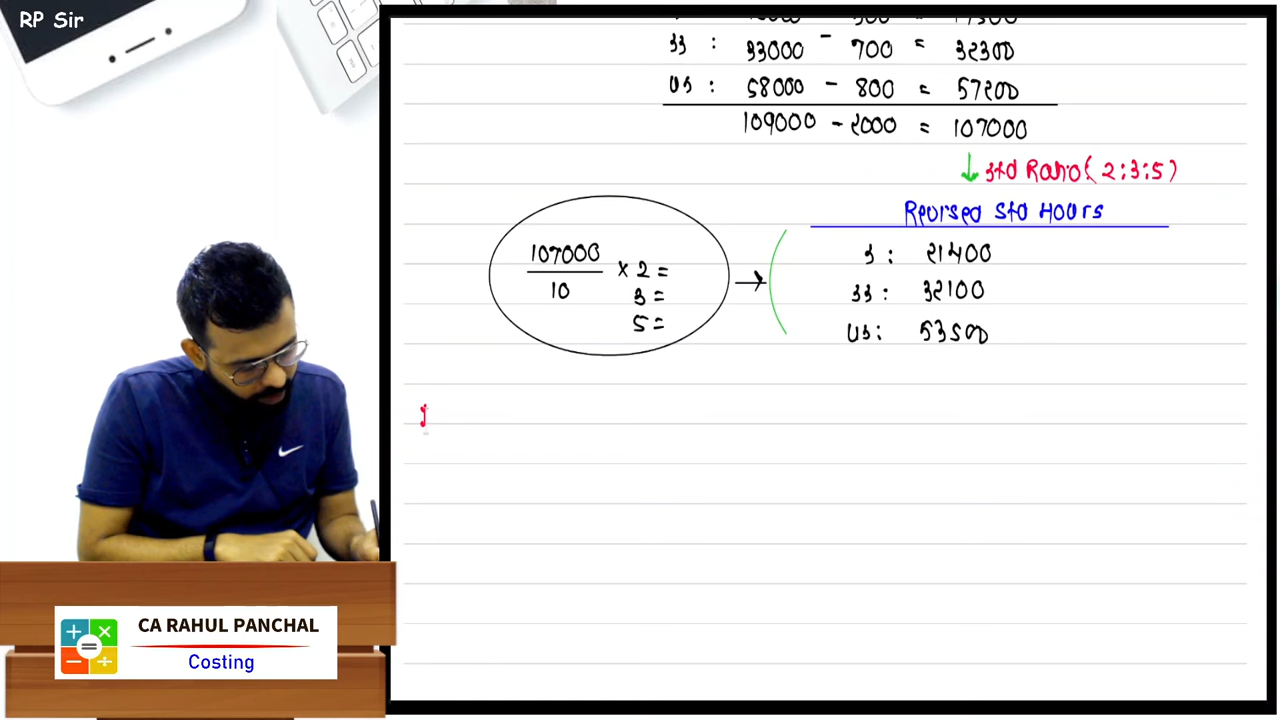 RP Sir
SS : 33000 - 700 = 32300
US : 58000 - 800 = 57200
109000 - 2000 = 107000
Std Ratio (2:3:5)
Revised Std Hours
107000
10
× 2 =
3 =
5 =
S : 21400
SS : 32100
US : 53500
CA RAHUL PANCHAL
Costing